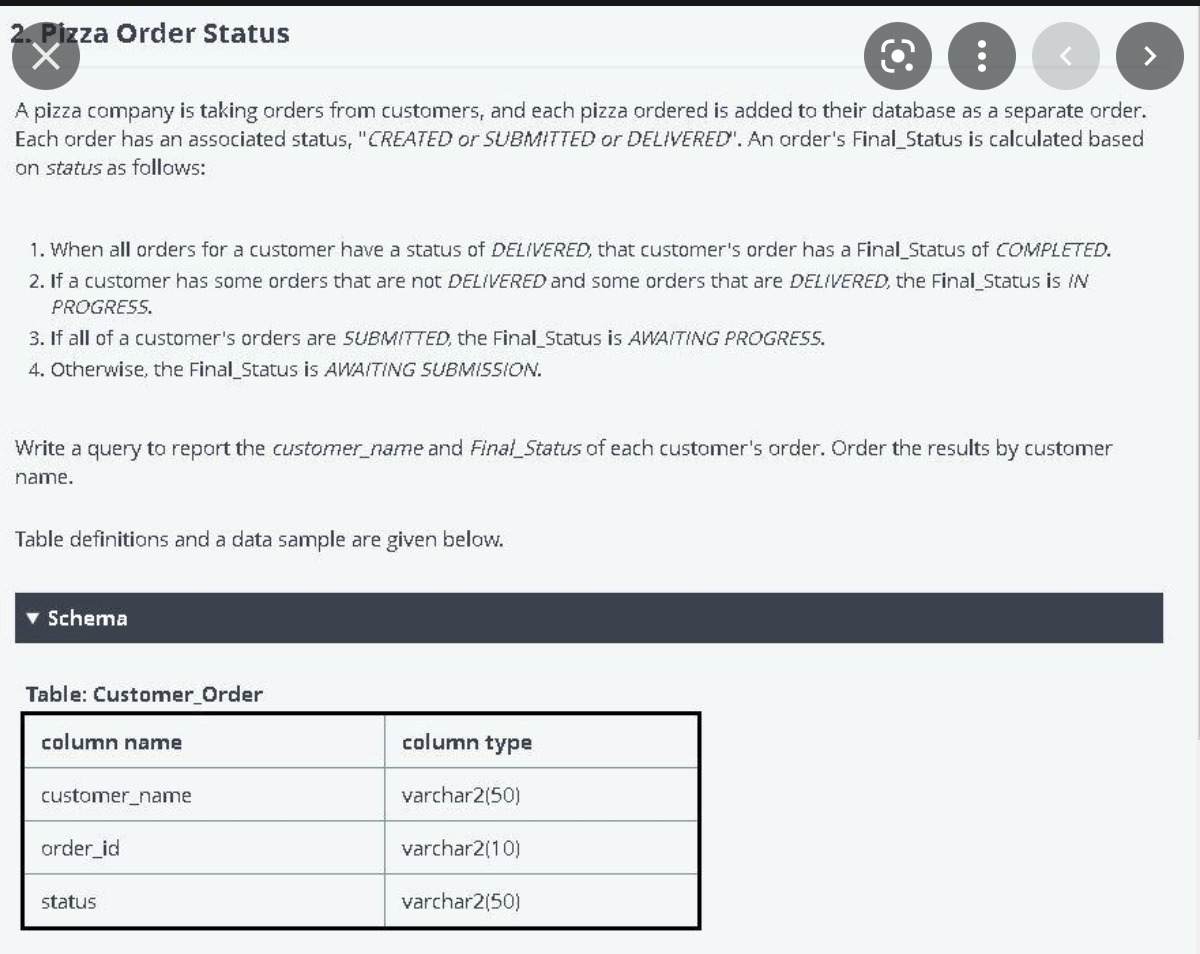 2. Pizza Order Status
A pizza company is taking orders from customers, and each pizza ordered is added to their database as a separate order.
Each order has an associated status, "CREATED or SUBMITTED or DELIVERED". An order's Final_Status is calculated based
on status as follows:
1. When all orders for a customer have a status of DELIVERED, that customer's order has a Final_Status of COMPLETED.
2. If a customer has some orders that are not DELIVERED and some orders that are DELIVERED, the Final_Status is IN
PROGRESS.
3. If all of a customer's orders are SUBMITTED, the Final_Status is AWAITING PROGRESS.
4. Otherwise, the Final_Status is AWAITING SUBMISSION.
Write a query to report the customer_name and Final_Status of each customer's order. Order the results by customer
name.
Table definitions and a data sample are given below.
▼ Schema
Table: Customer_Order
column name column type
customer_name varchar2(50)
order_id varchar2(10)
status varchar2(50)